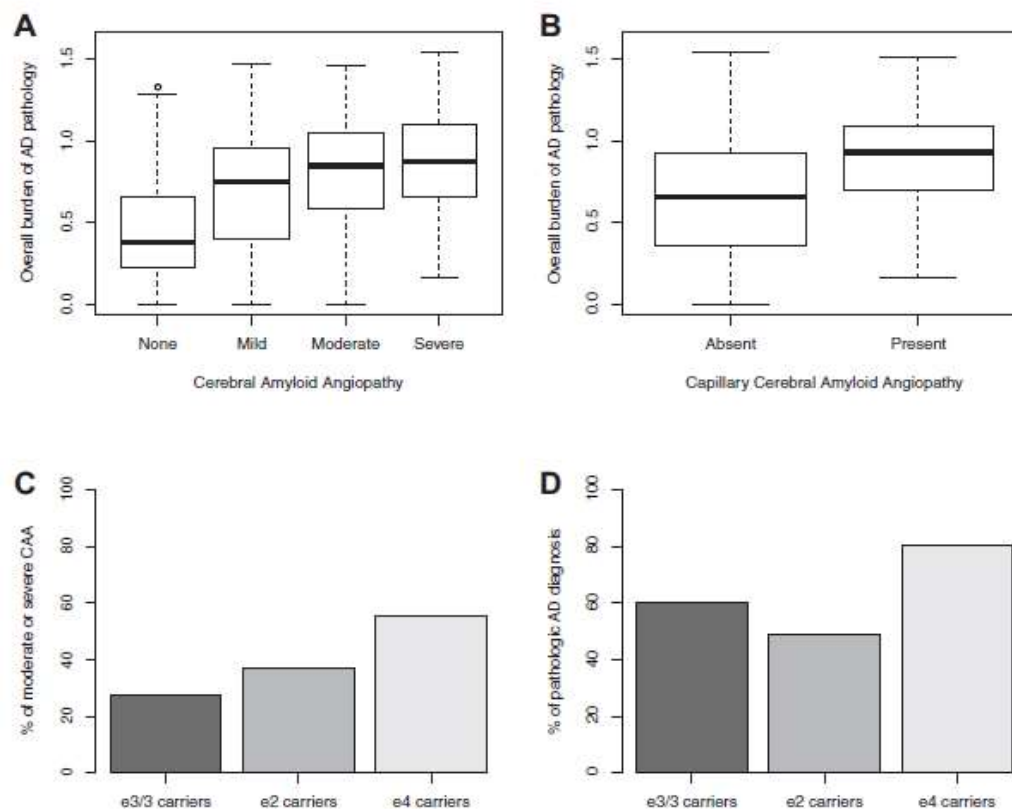 A
Overall burden of AD pathology
1.5
1.0
0.5
0.0
None Mild Moderate Severe
Cerebral Amyloid Angiopathy
B
Overall burden of AD pathology
1.5
1.0
0.5
0.0
Absent Present
Capillary Cerebral Amyloid Angiopathy
C
% of moderate or severe CAA
100
80
60
40
20
0
e3/3 carriers e2 carriers e4 carriers
D
% of pathologic AD diagnosis
100
80
60
40
20
0
e3/3 carriers e2 carriers e4 carriers